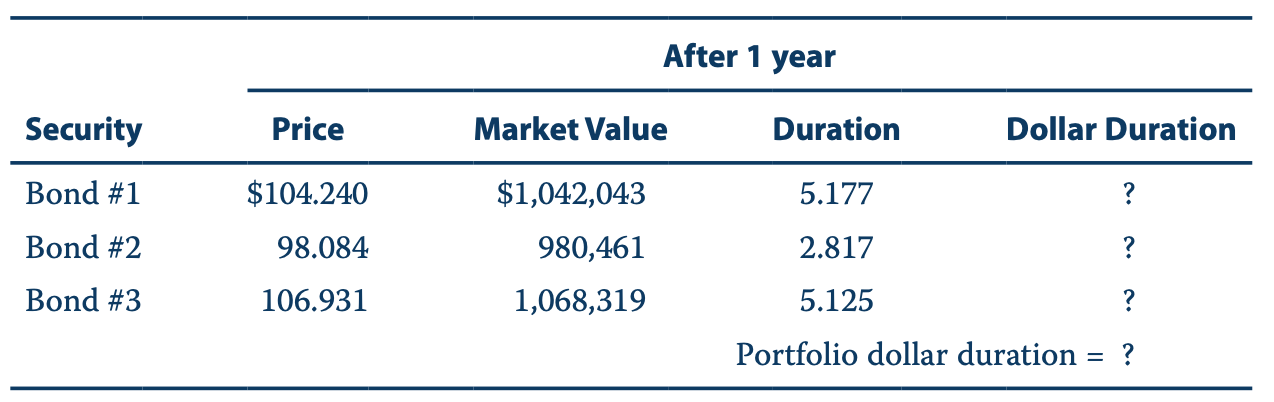 After 1 year
Security Price Market Value Duration Dollar Duration
Bond #1 $104.240 $1,042,043 5.177 ?
Bond #2 98.084 980,461 2.817 ?
Bond #3 106.931 1,068,319 5.125 ?
Portfolio dollar duration = ?